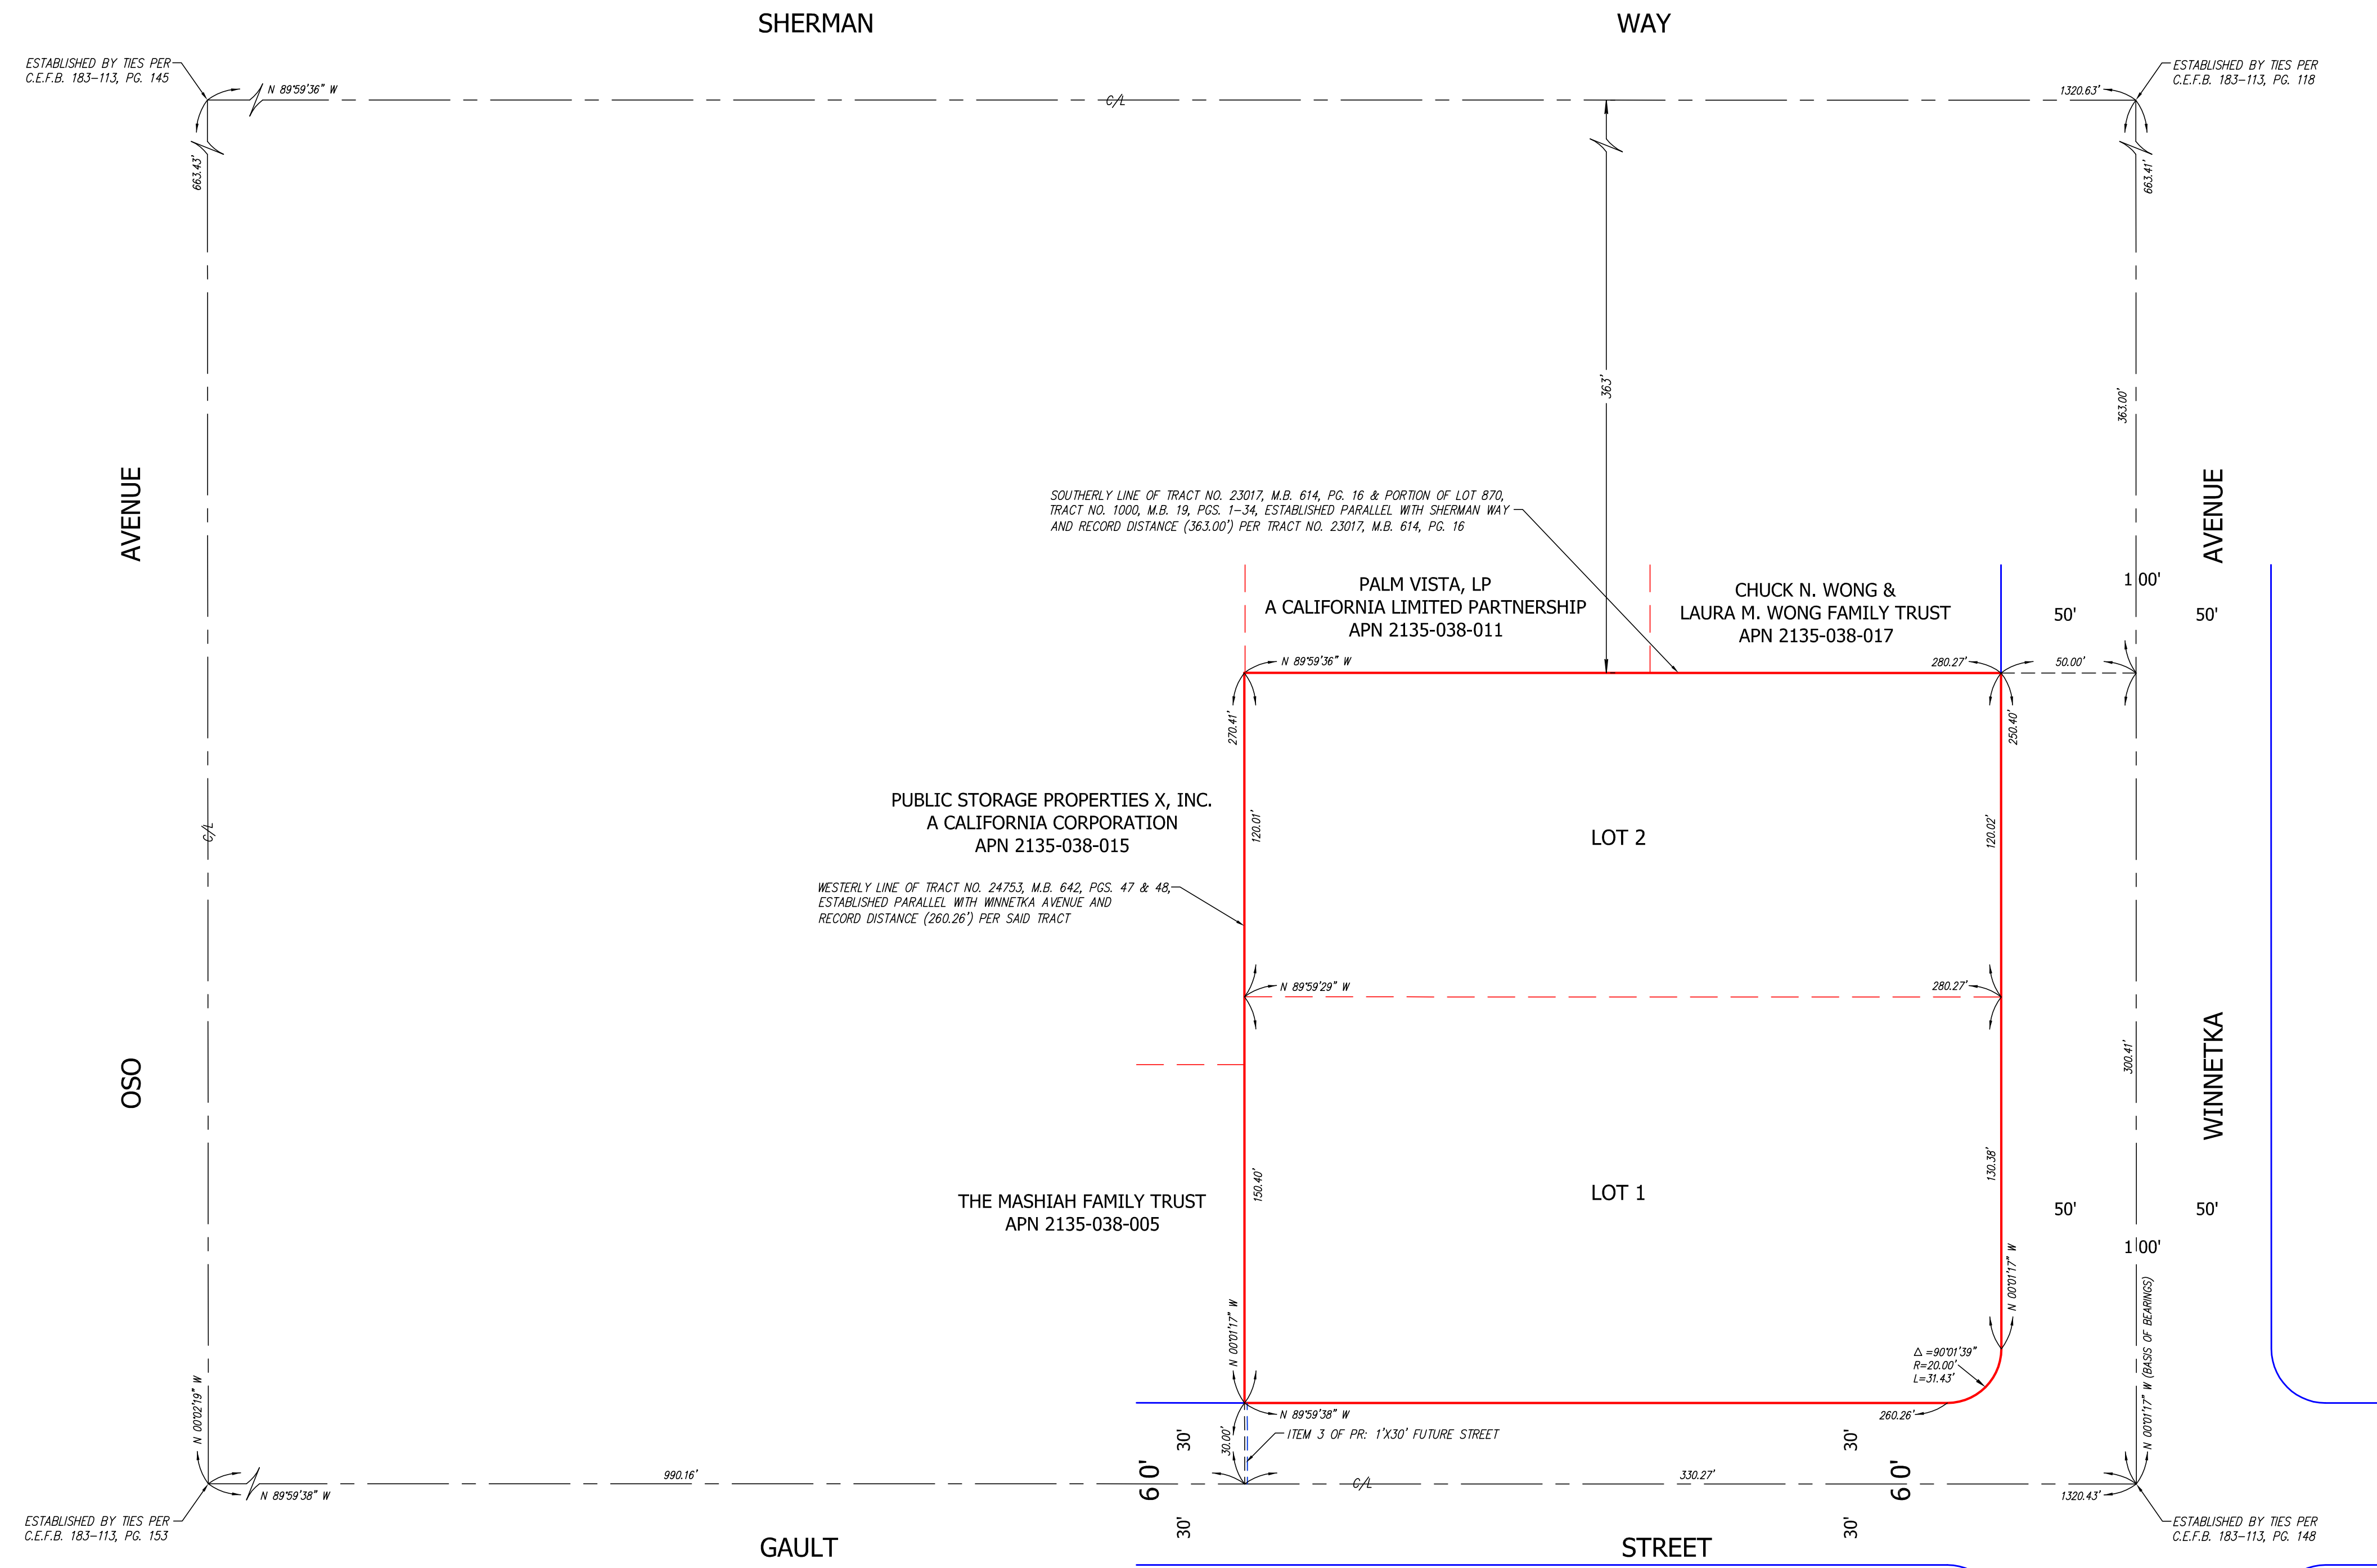 SHERMAN WAY
ESTABLISHED BY TIES PER
C.E.F.B. 183-113, PG. 145
N 89°59'36" W
C/L
1320.63'
ESTABLISHED BY TIES PER
C.E.F.B. 183-113, PG. 118
663.43'
663.41'
363'
363.00'
AVENUE
AVENUE
SOUTHERLY LINE OF TRACT NO. 23017, M.B. 614, PG. 16 & PORTION OF LOT 870,
TRACT NO. 1000, M.B. 19, PGS. 1-34, ESTABLISHED PARALLEL WITH SHERMAN WAY
AND RECORD DISTANCE (363.00') PER TRACT NO. 23017, M.B. 614, PG. 16
PALM VISTA, LP
A CALIFORNIA LIMITED PARTNERSHIP
APN 2135-038-011
CHUCK N. WONG &
LAURA M. WONG FAMILY TRUST
APN 2135-038-017
100'
50'
50'
N 89°59'36" W
280.27'
50.00'
270.41'
250.40'
PUBLIC STORAGE PROPERTIES X, INC.
A CALIFORNIA CORPORATION
APN 2135-038-015
C/L
120.01'
LOT 2
120.02'
WESTERLY LINE OF TRACT NO. 24753, M.B. 642, PGS. 47 & 48,
ESTABLISHED PARALLEL WITH WINNETKA AVENUE AND
RECORD DISTANCE (260.26') PER SAID TRACT
N 89°59'29" W
280.27'
OSO
300.41'
WINNETKA
THE MASHIAH FAMILY TRUST
APN 2135-038-005
150.40'
LOT 1
130.38'
50'
50'
100'
N 00°01'17" W
N 00°01'17" W
N 00°01'17" W (BASIS OF BEARINGS)
Δ =90°01'39"
R=20.00'
L=31.43'
N 00°02'19" W
N 89°59'38" W
260.26'
30'
30.00'
ITEM 3 OF PR: 1'X30' FUTURE STREET
30'
990.16'
60'
C/L
330.27'
60'
N 89°59'38" W
1320.43'
ESTABLISHED BY TIES PER
C.E.F.B. 183-113, PG. 153
30'
30'
ESTABLISHED BY TIES PER
C.E.F.B. 183-113, PG. 148
GAULT STREET